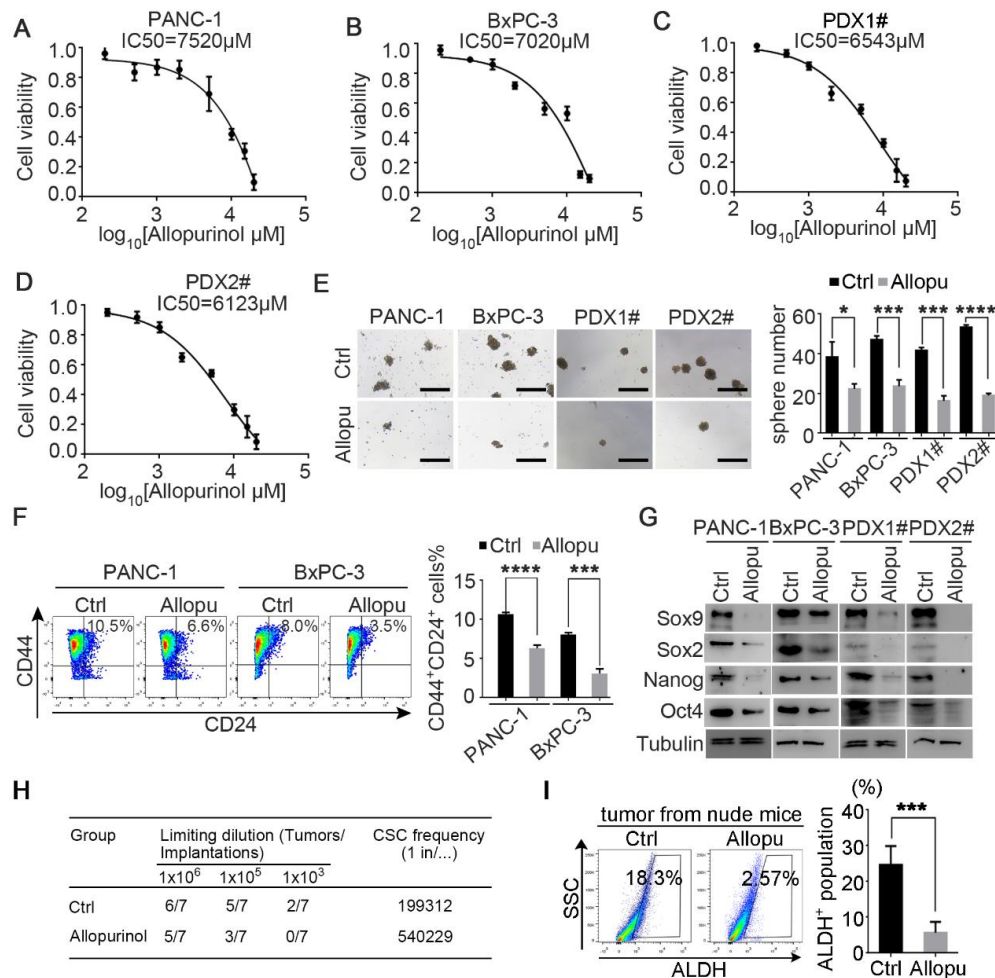 A
PANC-1
IC50=7520µM
Cell viability
1.0
0.8
0.6
0.4
0.2
0.0
2 3 4 5
log10[Allopurinol µM]
B
BxPC-3
IC50=7020µM
Cell viability
1.0
0.8
0.6
0.4
0.2
0.0
2 3 4 5
log10[Allopurinol µM]
C
PDX1#
IC50=6543µM
Cell viability
1.0
0.8
0.6
0.4
0.2
0.0
2 3 4 5
log10[Allopurinol µM]
D
PDX2#
IC50=6123µM
Cell viability
1.0
0.8
0.6
0.4
0.2
0.0
2 3 4 5
log10[Allopurinol µM]
E
PANC-1 BxPC-3 PDX1# PDX2#
Ctrl
Allopu
Ctrl Allopu
* *** *** ****
sphere number
60
40
20
0
PANC-1 BxPC-3 PDX1# PDX2#
F
PANC-1 BxPC-3
Ctrl Allopu Ctrl Allopu
10.5% 6.6% 8.0% 3.5%
CD44
CD24
Ctrl Allopu
**** ***
CD44+CD24+ cells%
15
10
5
0
PANC-1 BxPC-3
G
PANC-1 BxPC-3 PDX1# PDX2#
Ctrl Allopu Ctrl Allopu Ctrl Allopu Ctrl Allopu
Sox9
Sox2
Nanog
Oct4
Tubulin
H
Group Limiting dilution (Tumors/ CSC frequency
Implantations) (1 in/...)
1x10⁶ 1x10⁵ 1x10³
Ctrl 6/7 5/7 2/7 199312
Allopurinol 5/7 3/7 0/7 540229
I
tumor from nude mice
Ctrl Allopu
18.3% 2.57%
SSC
ALDH
(%)
***
ALDH+ population
40
30
20
10
0
Ctrl Allopu